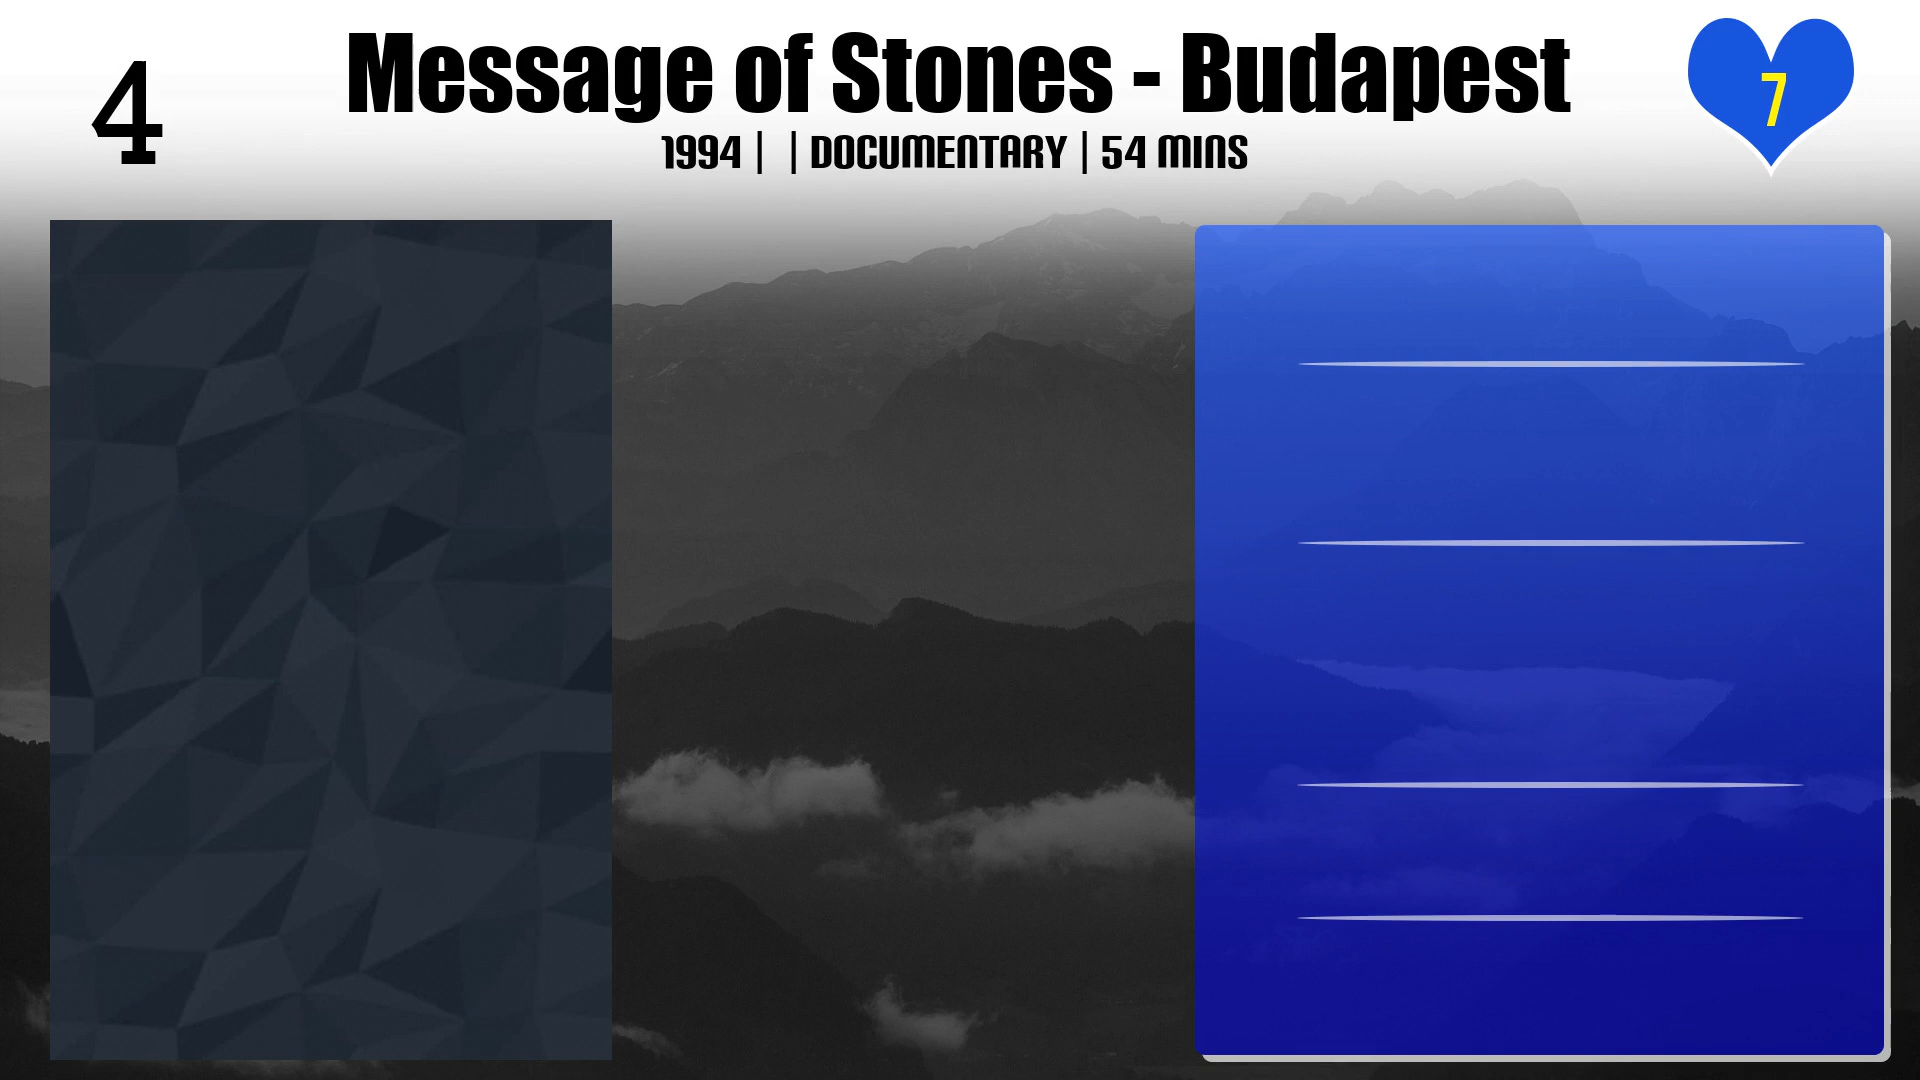 4
Message of Stones - Budapest
7
1994 | | DOCUMENTARY | 54 MINS